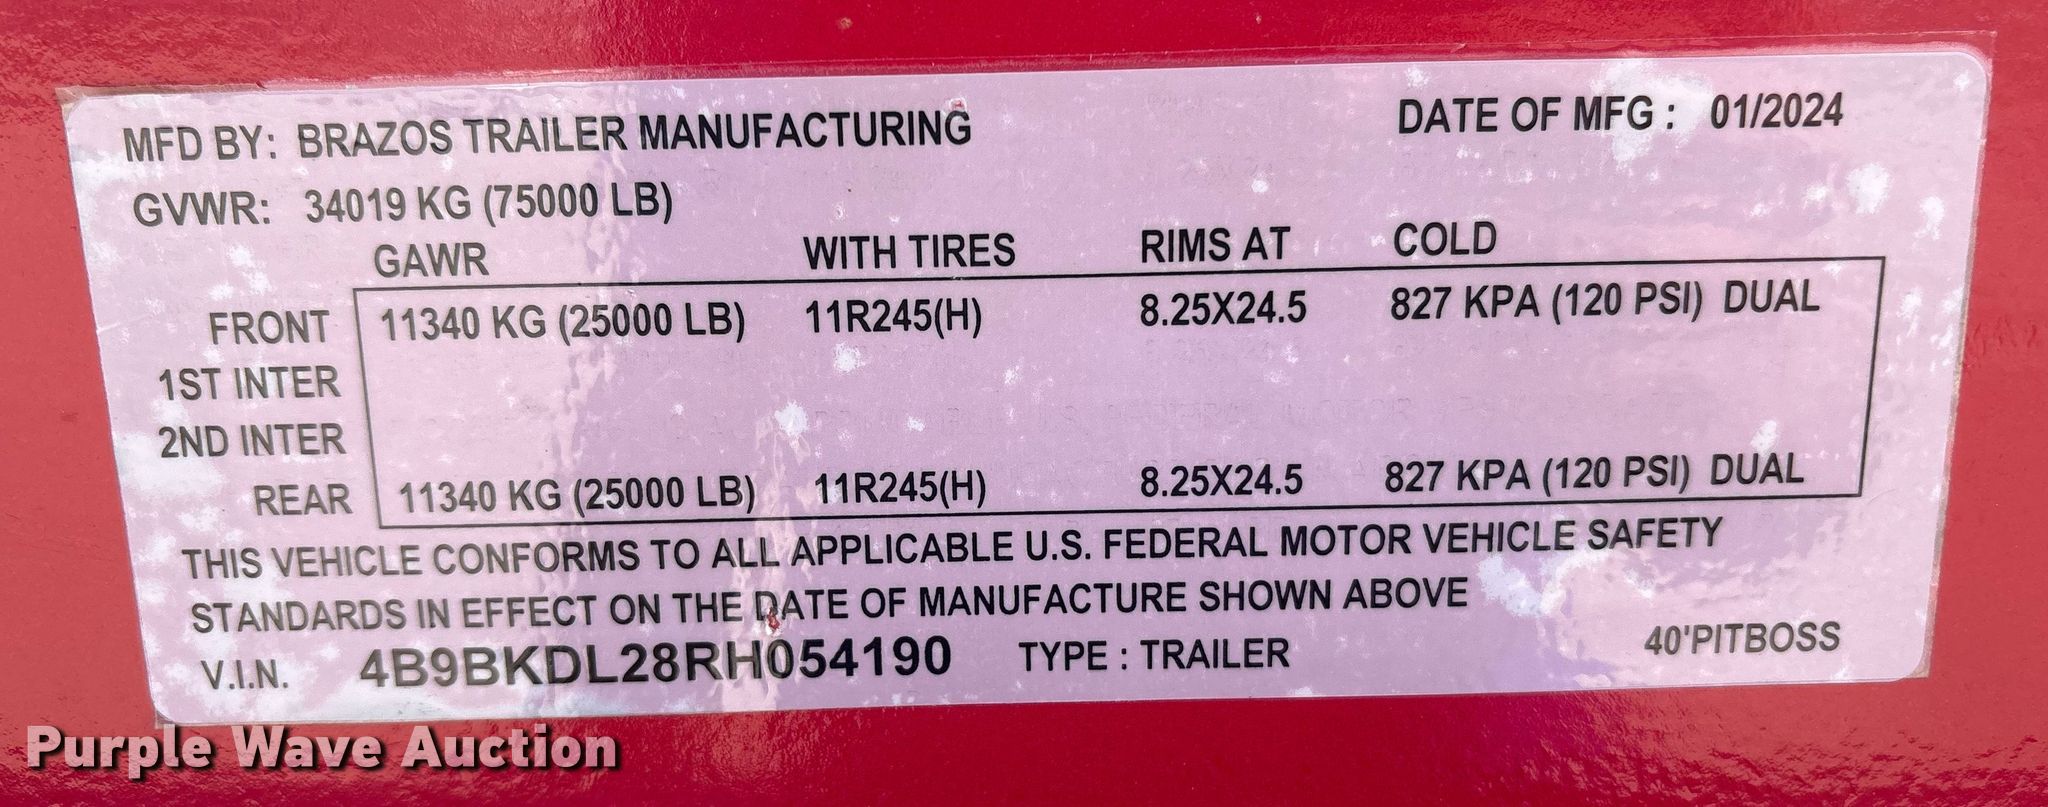 MFD BY: BRAZOS TRAILER MANUFACTURING DATE OF MFG : 01/2024
GVWR: 34019 KG (75000 LB)
GAWR WITH TIRES RIMS AT COLD
FRONT 11340 KG (25000 LB) 11R245(H) 8.25X24.5 827 KPA (120 PSI) DUAL
1ST INTER
2ND INTER
REAR 11340 KG (25000 LB) 11R245(H) 8.25X24.5 827 KPA (120 PSI) DUAL
THIS VEHICLE CONFORMS TO ALL APPLICABLE U.S. FEDERAL MOTOR VEHICLE SAFETY
STANDARDS IN EFFECT ON THE DATE OF MANUFACTURE SHOWN ABOVE
V.I.N. 4B9BKDL28RH054190 TYPE : TRAILER 40'PITBOSS
Purple Wave Auction